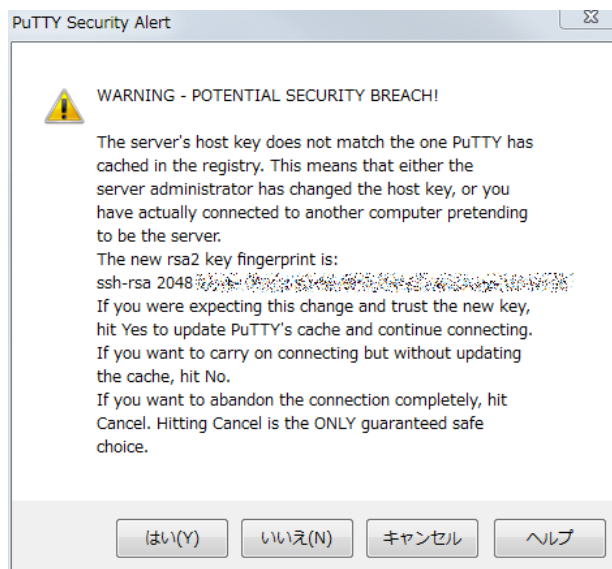 PuTTY Security Alert
WARNING - POTENTIAL SECURITY BREACH!
The server's host key does not match the one PuTTY has
cached in the registry. This means that either the
server administrator has changed the host key, or you
have actually connected to another computer pretending
to be the server.
The new rsa2 key fingerprint is:
ssh-rsa 2048
If you were expecting this change and trust the new key,
hit Yes to update PuTTY's cache and continue connecting.
If you want to carry on connecting but without updating
the cache, hit No.
If you want to abandon the connection completely, hit
Cancel. Hitting Cancel is the ONLY guaranteed safe
choice.
はい(Y) いいえ(N) キャンセル ヘルプ